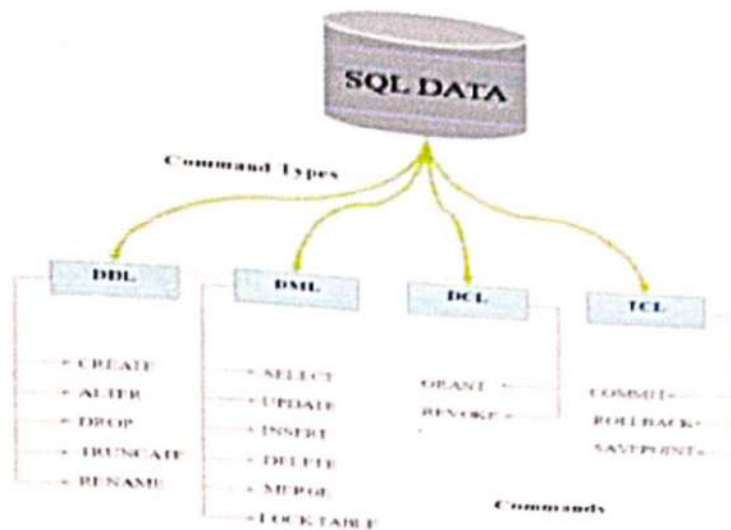 SQL DATA
Command Types
DDL
DML
DCL
TCL
CREATE
ALTER
DROP
TRUNCATE
RENAME
SELECT
UPDATE
INSERT
DELETE
MERGE
LOCK TABLE
GRANT
REVOKE
COMMIT
ROLLBACK
SAVEPOINT
Commands